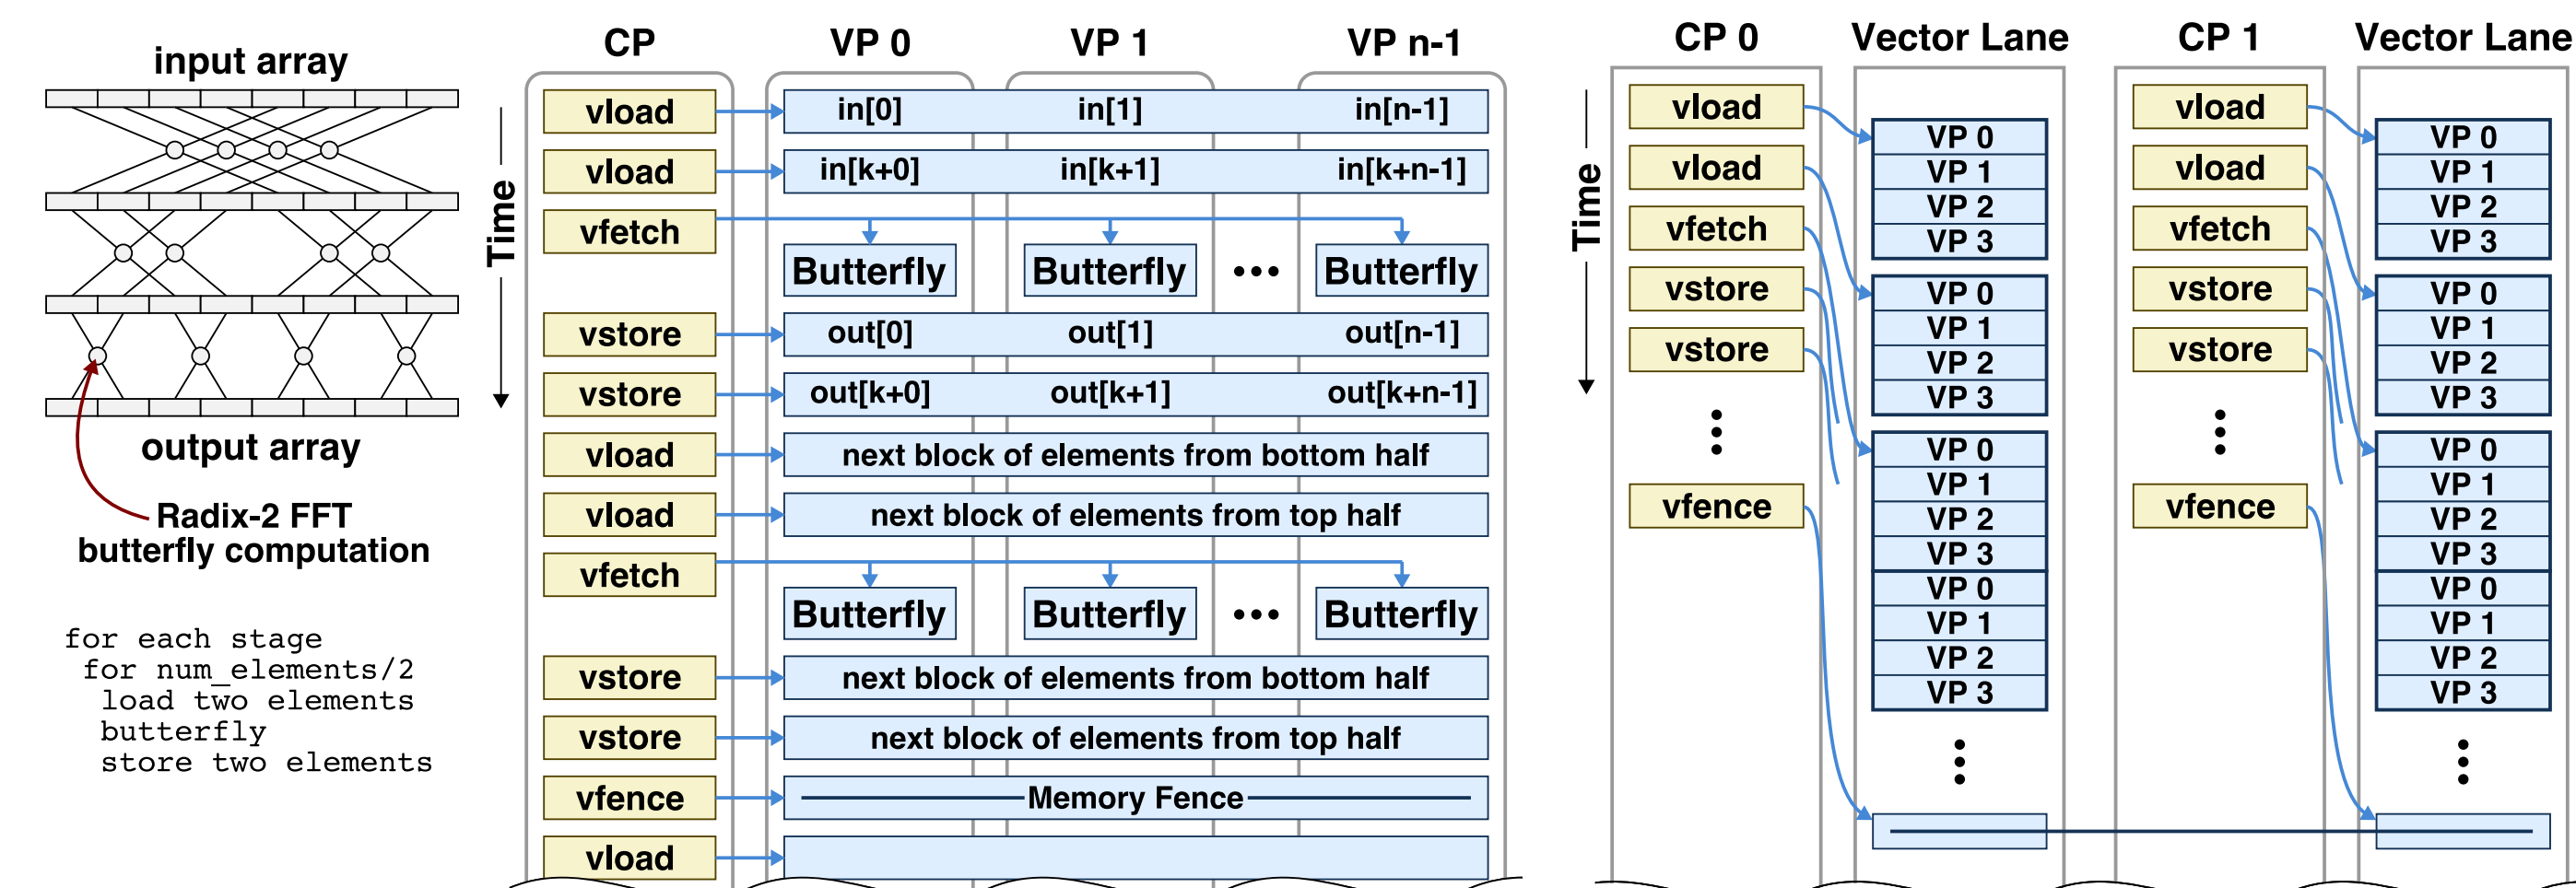 input array
output array
Radix-2 FFT
butterfly computation
for each stage
for num_elements/2
load two elements
butterfly
store two elements
Time
CP VP 0 VP 1 VP n-1
vload in[0] in[1] in[n-1]
vload in[k+0] in[k+1] in[k+n-1]
vfetch
Butterfly Butterfly ••• Butterfly
vstore out[0] out[1] out[n-1]
vstore out[k+0] out[k+1] out[k+n-1]
vload next block of elements from bottom half
vload next block of elements from top half
vfetch
Butterfly Butterfly ••• Butterfly
vstore next block of elements from bottom half
vstore next block of elements from top half
vfence Memory Fence
vload
Time
CP 0
vload
vload
vfetch
vstore
vstore
vfence
Vector Lane
VP 0
VP 1
VP 2
VP 3
VP 0
VP 1
VP 2
VP 3
VP 0
VP 1
VP 2
VP 3
VP 0
VP 1
VP 2
VP 3
CP 1
vload
vload
vfetch
vstore
vstore
vfence
Vector Lane
VP 0
VP 1
VP 2
VP 3
VP 0
VP 1
VP 2
VP 3
VP 0
VP 1
VP 2
VP 3
VP 0
VP 1
VP 2
VP 3